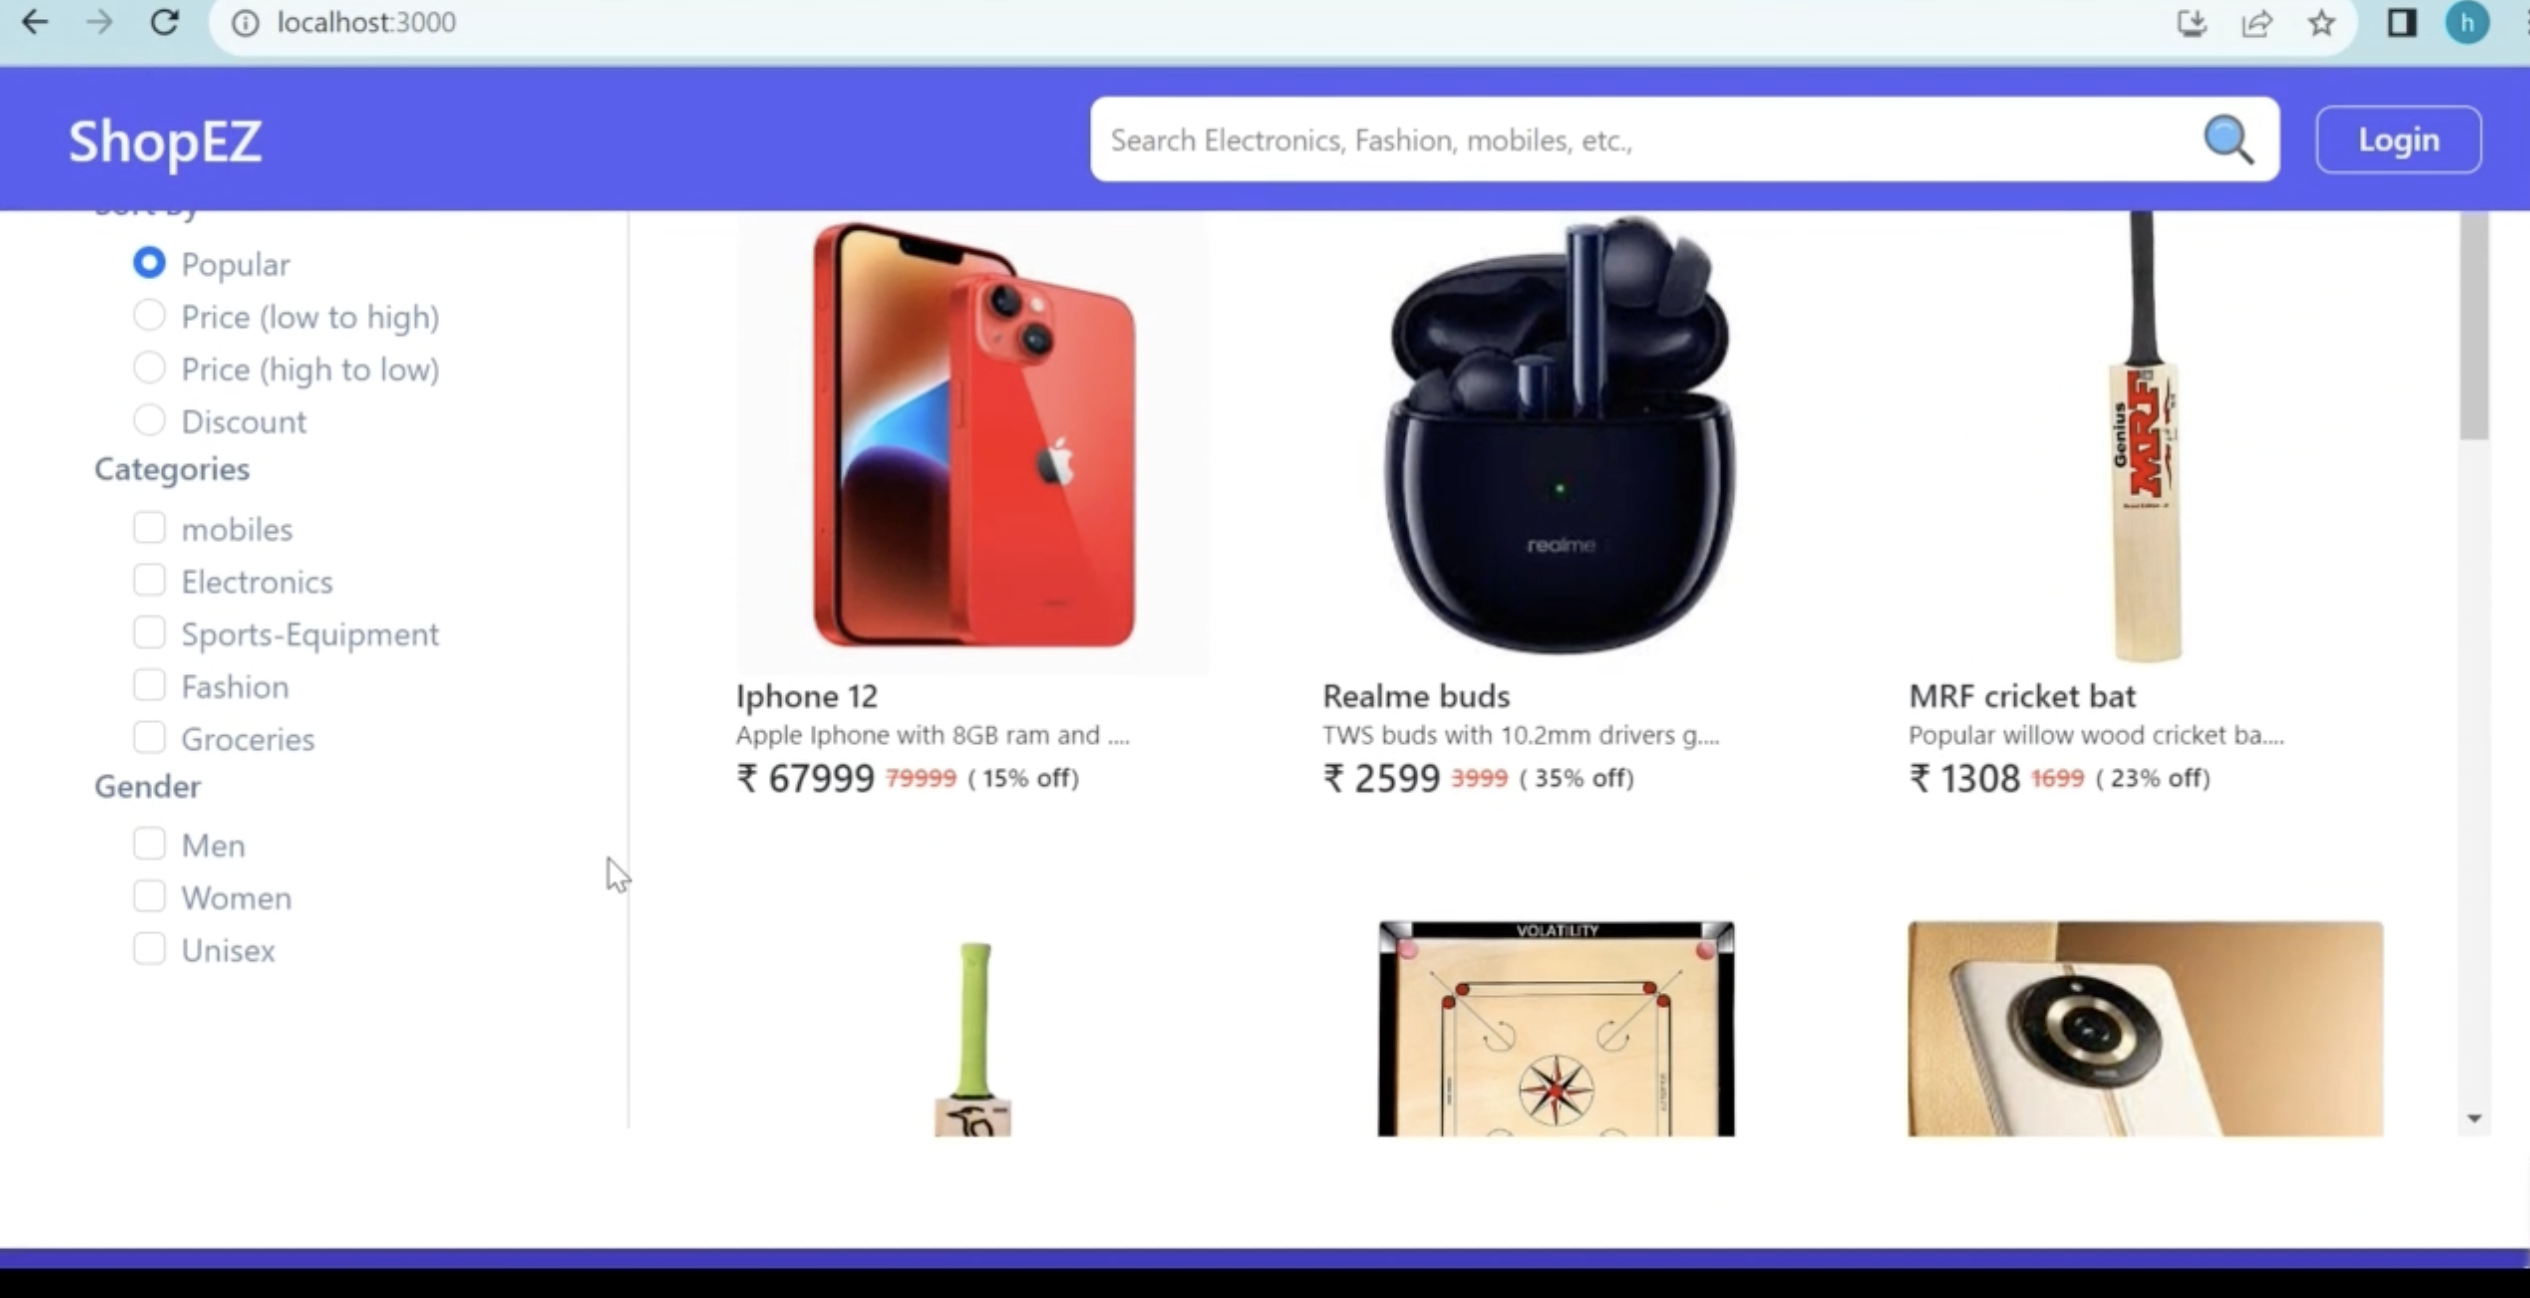 localhost:3000
h
ShopEZ
Search Electronics, Fashion, mobiles, etc.,
Login
Sort by
Popular
Price (low to high)
Price (high to low)
Discount
Categories
mobiles
Electronics
Sports-Equipment
Fashion
Groceries
Gender
Men
Women
Unisex
realme
Genius
MRF
Iphone 12
Apple Iphone with 8GB ram and ....
₹ 67999 79999 ( 15% off)
Realme buds
TWS buds with 10.2mm drivers g....
₹ 2599 3999 ( 35% off)
MRF cricket bat
Popular willow wood cricket ba....
₹ 1308 1699 ( 23% off)
VOLATILITY